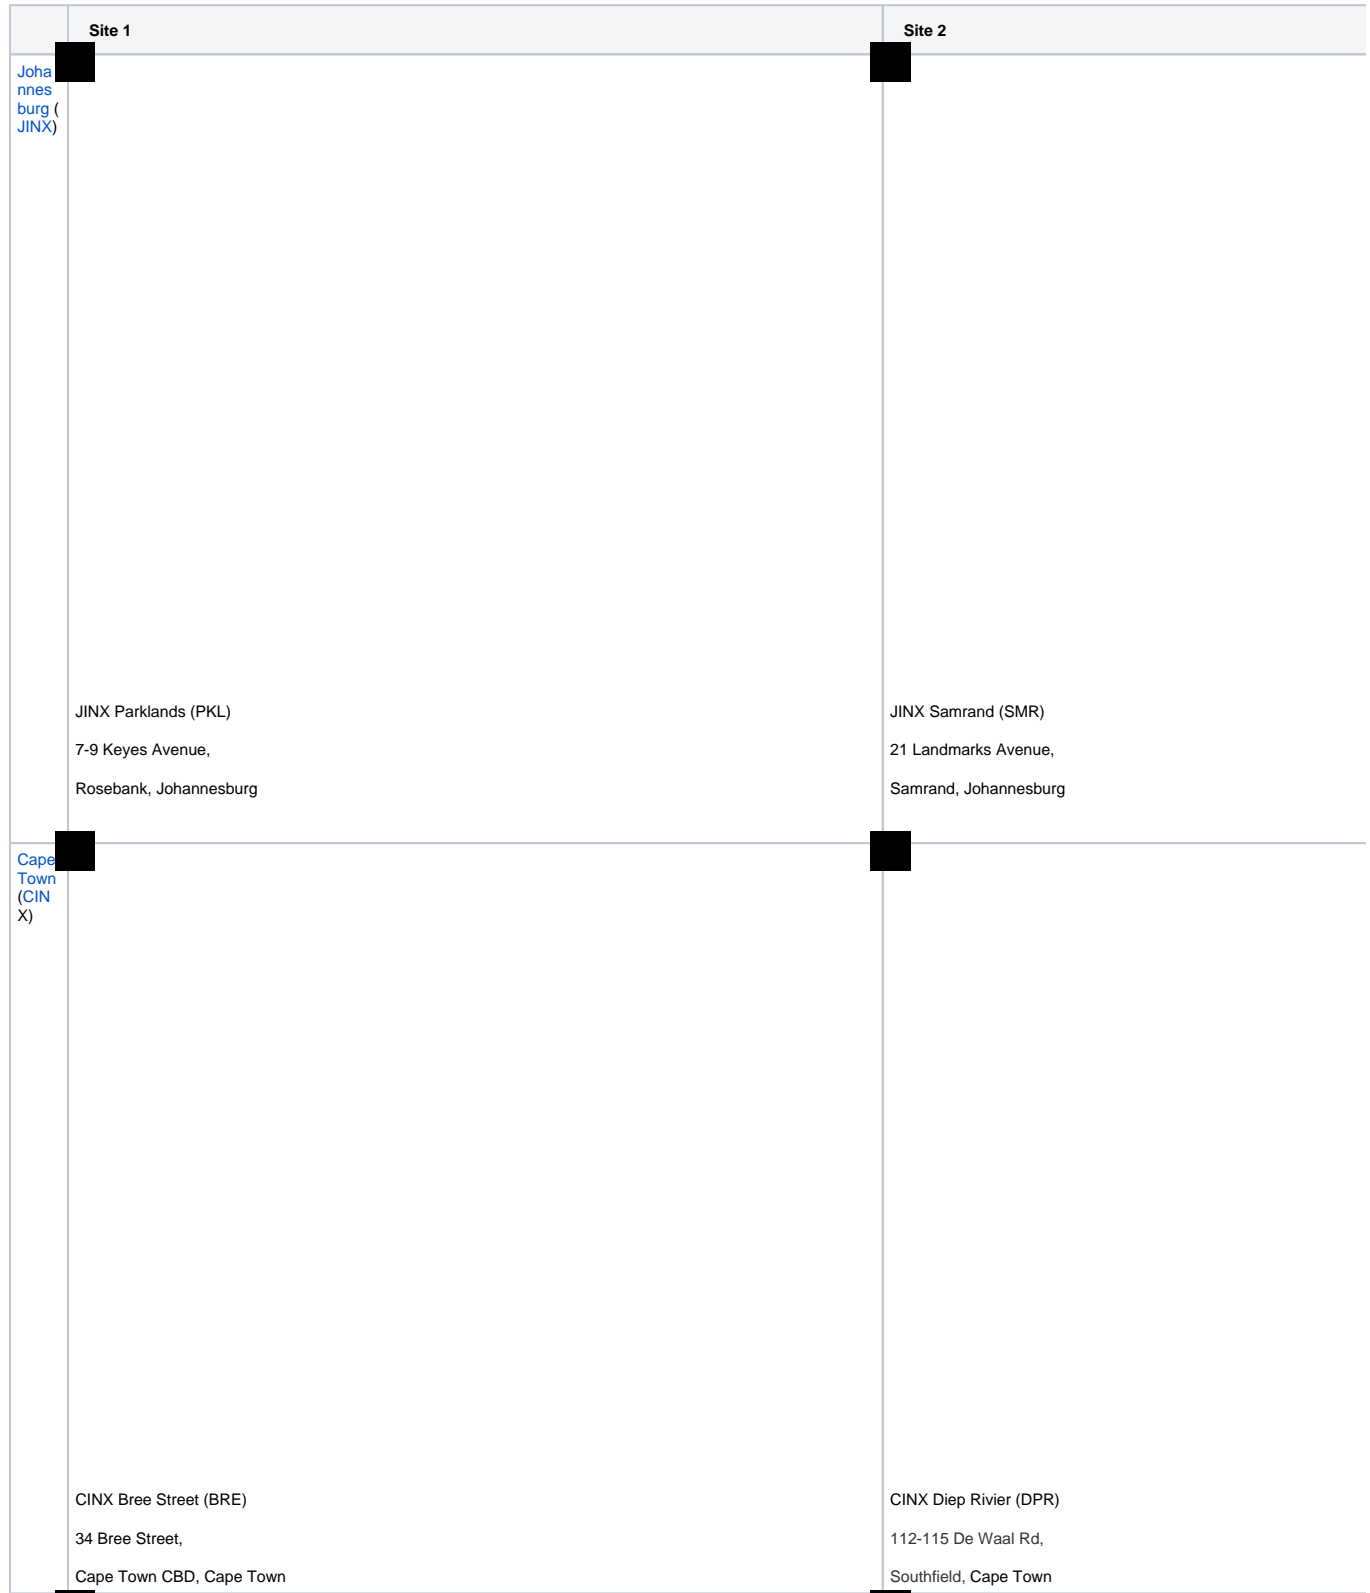 Site 1
Site 2
Joha
nnes
burg (
JINX)
JINX Parklands (PKL)
7-9 Keyes Avenue,
Rosebank, Johannesburg
JINX Samrand (SMR)
21 Landmarks Avenue,
Samrand, Johannesburg
Cape
Town
(CIN
X)
CINX Bree Street (BRE)
34 Bree Street,
Cape Town CBD, Cape Town
CINX Diep Rivier (DPR)
112-115 De Waal Rd,
Southfield, Cape Town